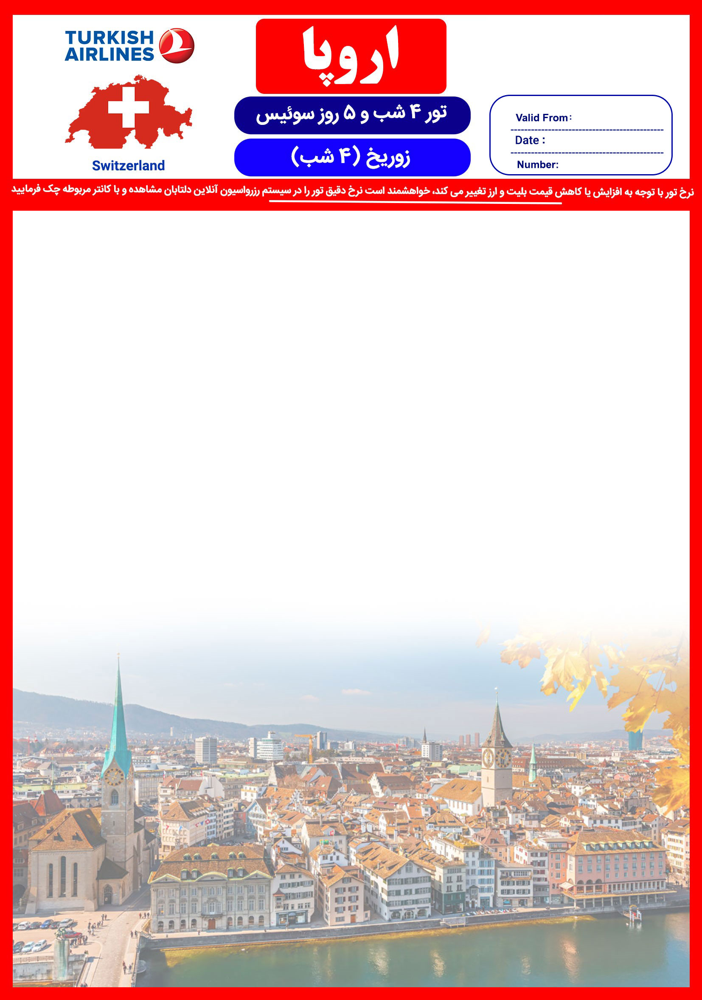 TURKISH
AIRLINES
Switzerland
اروپا
تور ۴ شب و ۵ روز سوئیس
زوریخ (۴ شب)
Valid From:
---------------------------------------------
Date :
---------------------------------------------
Number:
نرخ تور با توجه به افزایش یا کاهش قیمت بلیت و ارز تغییر می کند، خواهشمند است نرخ دقیق تور را در سیستم رزرواسیون آنلاین دلتابان مشاهده و با کانتر مربوطه چک فرمایید